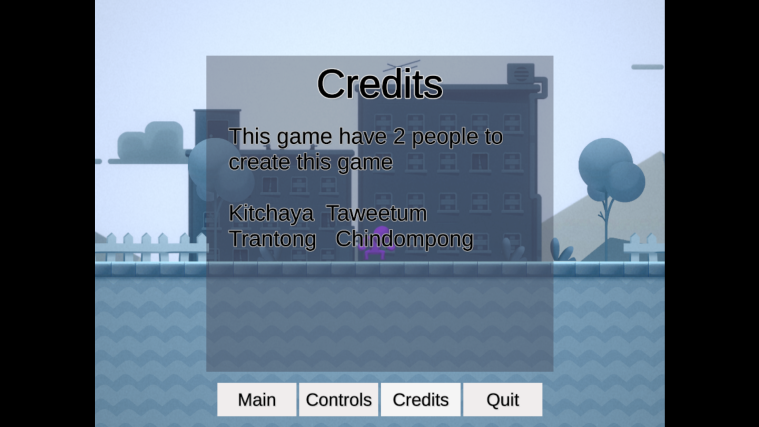 Credits
This game have 2 people to
create this game
Kitchaya Taweetum
Trantong Chindompong
Main Controls Credits Quit